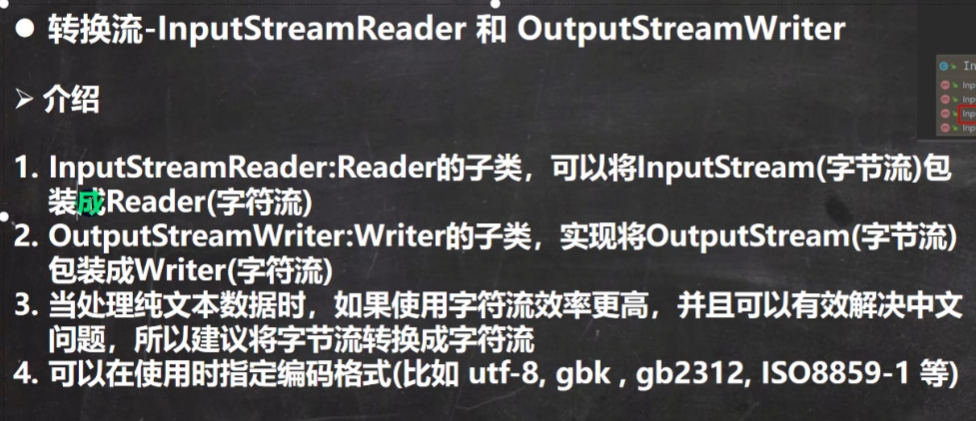 ● 转换流-InputStreamReader 和 OutputStreamWriter
➢ 介绍
1. InputStreamReader:Reader的子类，可以将InputStream(字节流)包
装成Reader(字符流)
2. OutputStreamWriter:Writer的子类，实现将OutputStream(字节流)
包装成Writer(字符流)
3. 当处理纯文本数据时，如果使用字符流效率更高，并且可以有效解决中文
问题，所以建议将字节流转换成字符流
4. 可以在使用时指定编码格式(比如 utf-8, gbk , gb2312, ISO8859-1 等)